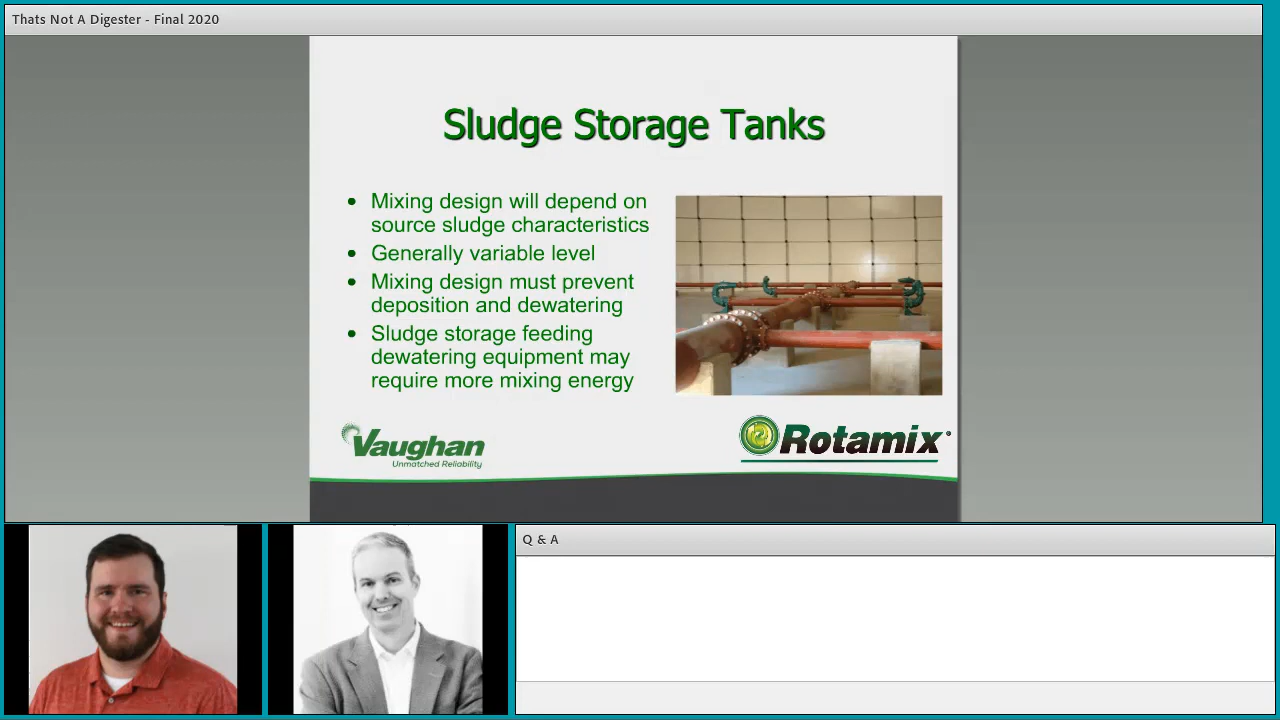 Thats Not A Digester - Final 2020
Sludge Storage Tanks
• Mixing design will depend on
source sludge characteristics
• Generally variable level
• Mixing design must prevent
deposition and dewatering
• Sludge storage feeding
dewatering equipment may
require more mixing energy
Vaughan
Unmatched Reliability
Rotamix®
Q & A